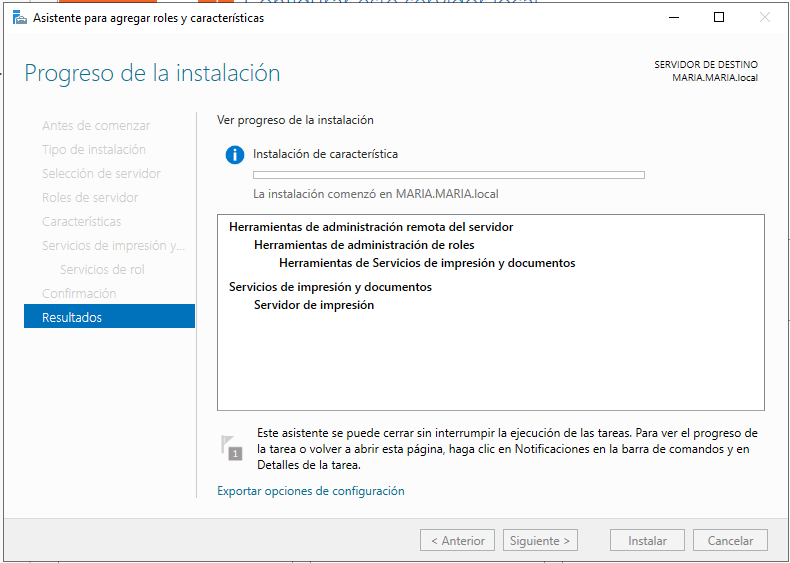 Configurar este servidor local
Asistente para agregar roles y características
Progreso de la instalación
SERVIDOR DE DESTINO
MARIA.MARIA.local
Antes de comenzar
Tipo de instalación
Selección de servidor
Roles de servidor
Características
Servicios de impresión y...
Servicios de rol
Confirmación
Resultados
Ver progreso de la instalación
Instalación de característica
La instalación comenzó en MARIA.MARIA.local
Herramientas de administración remota del servidor
Herramientas de administración de roles
Herramientas de Servicios de impresión y documentos
Servicios de impresión y documentos
Servidor de impresión
1
Este asistente se puede cerrar sin interrumpir la ejecución de las tareas. Para ver el progreso de
la tarea o volver a abrir esta página, haga clic en Notificaciones en la barra de comandos y en
Detalles de la tarea.
Exportar opciones de configuración
< Anterior
Siguiente >
Instalar
Cancelar